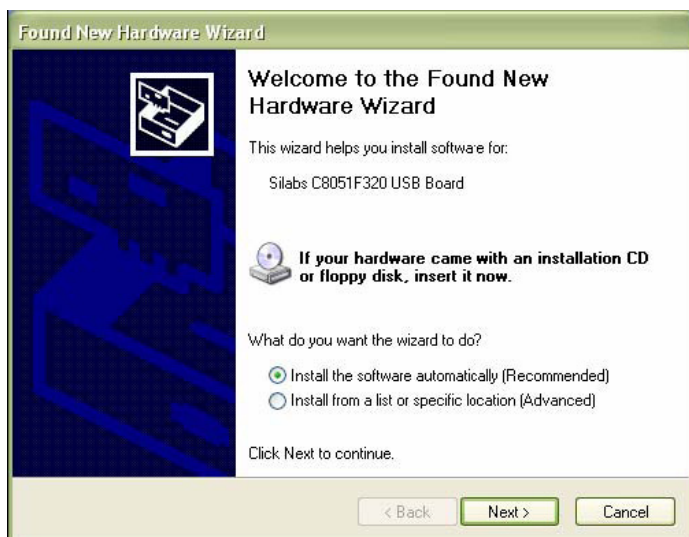 Found New Hardware Wizard
Welcome to the Found New
Hardware Wizard
This wizard helps you install software for:
Silabs C8051F320 USB Board
If your hardware came with an installation CD
or floppy disk, insert it now.
What do you want the wizard to do?
Install the software automatically (Recommended)
Install from a list or specific location (Advanced)
Click Next to continue.
< Back Next > Cancel